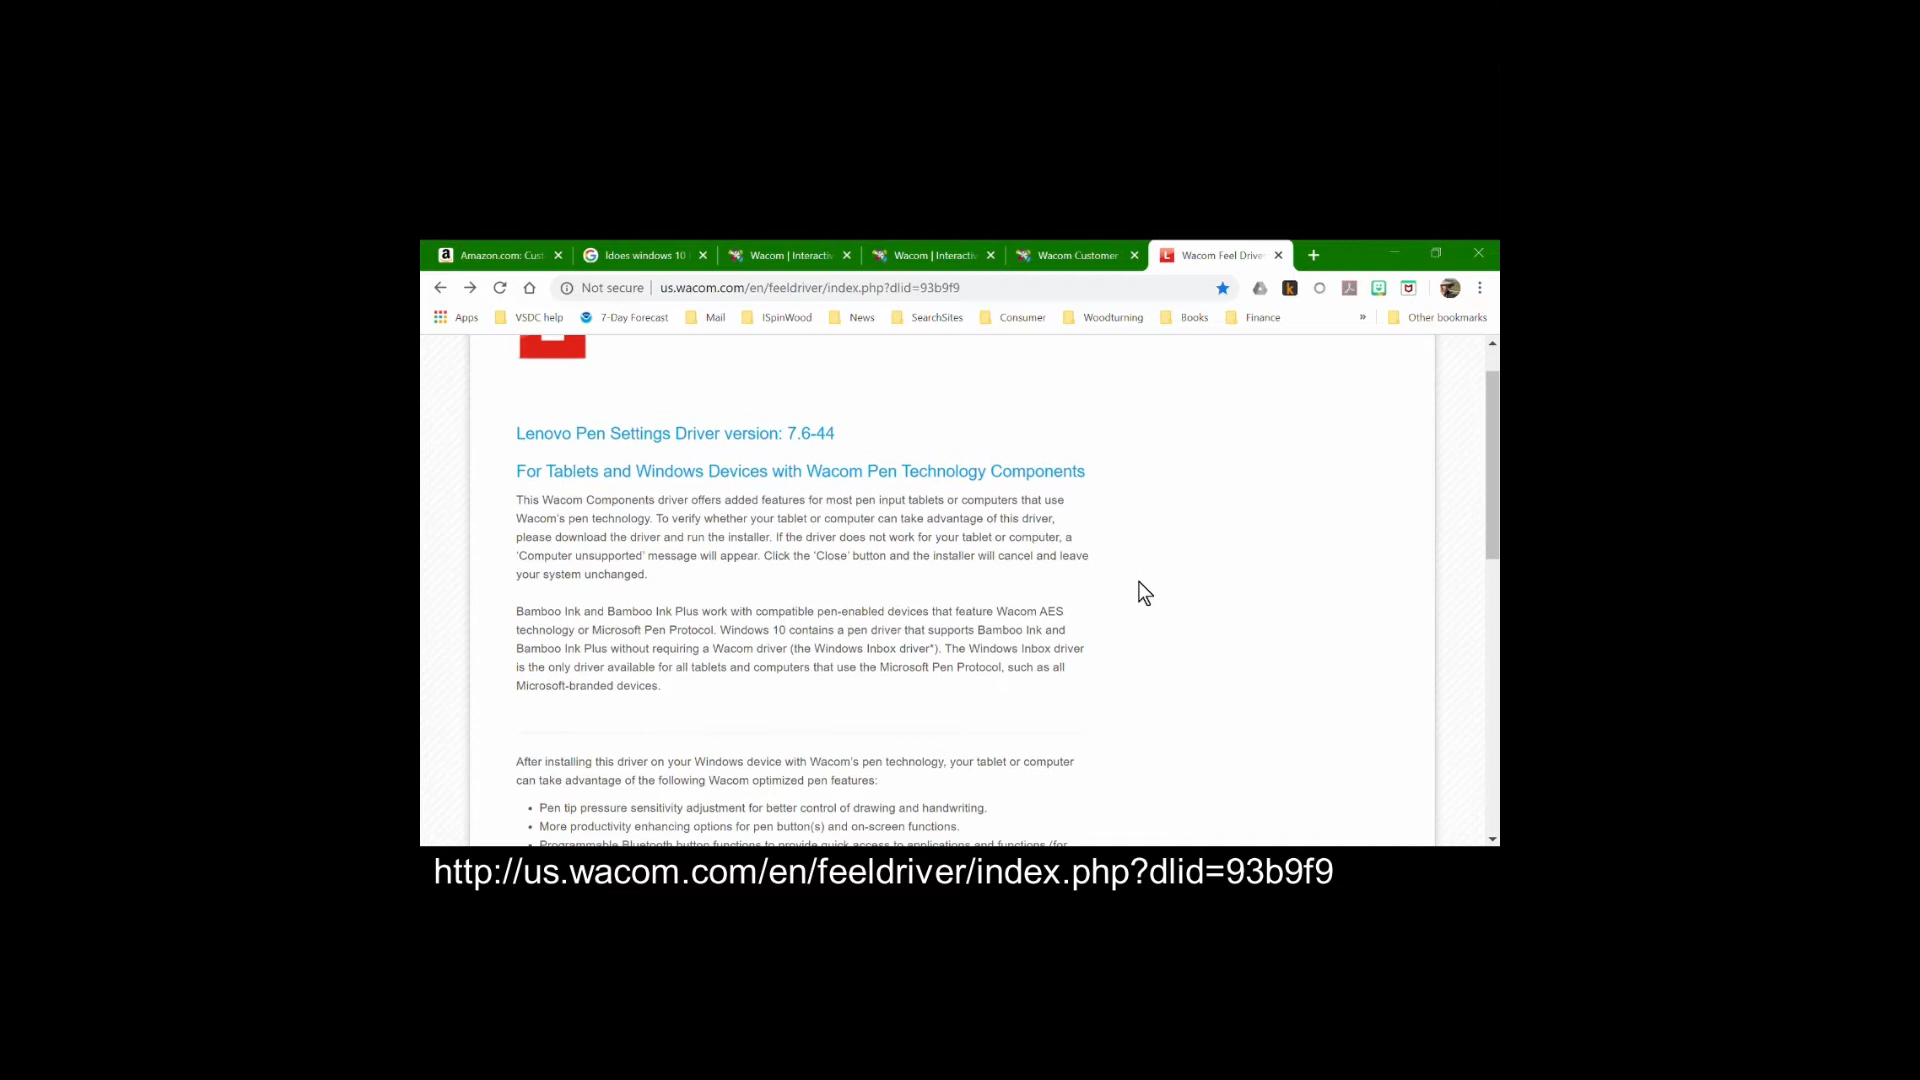 Amazon.com: Cust
Idoes windows 10
Wacom | Interactiv
Wacom | Interactiv
Wacom Customer
Wacom Feel Drive
Not secure | us.wacom.com/en/feeldriver/index.php?dlid=93b9f9
Apps VSDC help 7-Day Forecast Mail ISpinWood News SearchSites Consumer Woodturning Books Finance » Other bookmarks
Lenovo Pen Settings Driver version: 7.6-44
For Tablets and Windows Devices with Wacom Pen Technology Components
This Wacom Components driver offers added features for most pen input tablets or computers that use
Wacom's pen technology. To verify whether your tablet or computer can take advantage of this driver,
please download the driver and run the installer. If the driver does not work for your tablet or computer, a
'Computer unsupported' message will appear. Click the 'Close' button and the installer will cancel and leave
your system unchanged.
Bamboo Ink and Bamboo Ink Plus work with compatible pen-enabled devices that feature Wacom AES
technology or Microsoft Pen Protocol. Windows 10 contains a pen driver that supports Bamboo Ink and
Bamboo Ink Plus without requiring a Wacom driver (the Windows Inbox driver*). The Windows Inbox driver
is the only driver available for all tablets and computers that use the Microsoft Pen Protocol, such as all
Microsoft-branded devices.
After installing this driver on your Windows device with Wacom's pen technology, your tablet or computer
can take advantage of the following Wacom optimized pen features:
• Pen tip pressure sensitivity adjustment for better control of drawing and handwriting.
• More productivity enhancing options for pen button(s) and on-screen functions.
• Programmable Bluetooth button functions to provide quick access to applications and functions (for
http://us.wacom.com/en/feeldriver/index.php?dlid=93b9f9